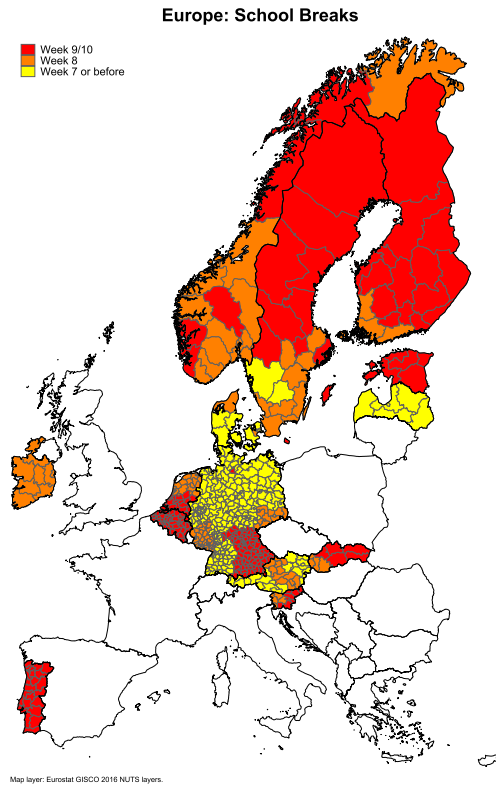 Europe: School Breaks
Week 9/10
Week 8
Week 7 or before
Map layer: Eurostat GISCO 2016 NUTS layers.